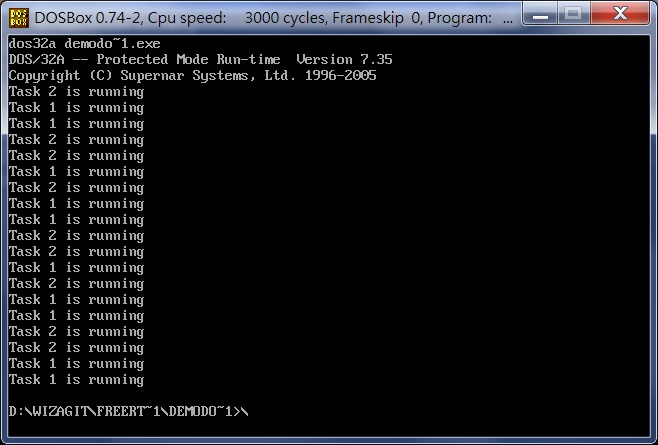 DOSBox 0.74-2, Cpu speed: 3000 cycles, Frameskip 0, Program: ...
dos32a demodo~1.exe
DOS/32A -- Protected Mode Run-time Version 7.35
Copyright (C) Supernar Systems, Ltd. 1996-2005
Task 2 is running
Task 1 is running
Task 1 is running
Task 2 is running
Task 2 is running
Task 1 is running
Task 2 is running
Task 1 is running
Task 1 is running
Task 2 is running
Task 2 is running
Task 1 is running
Task 2 is running
Task 1 is running
Task 1 is running
Task 2 is running
Task 2 is running
Task 1 is running
Task 1 is running
D:\WIZAGIT\FREERT~1\DEMODO~1>\